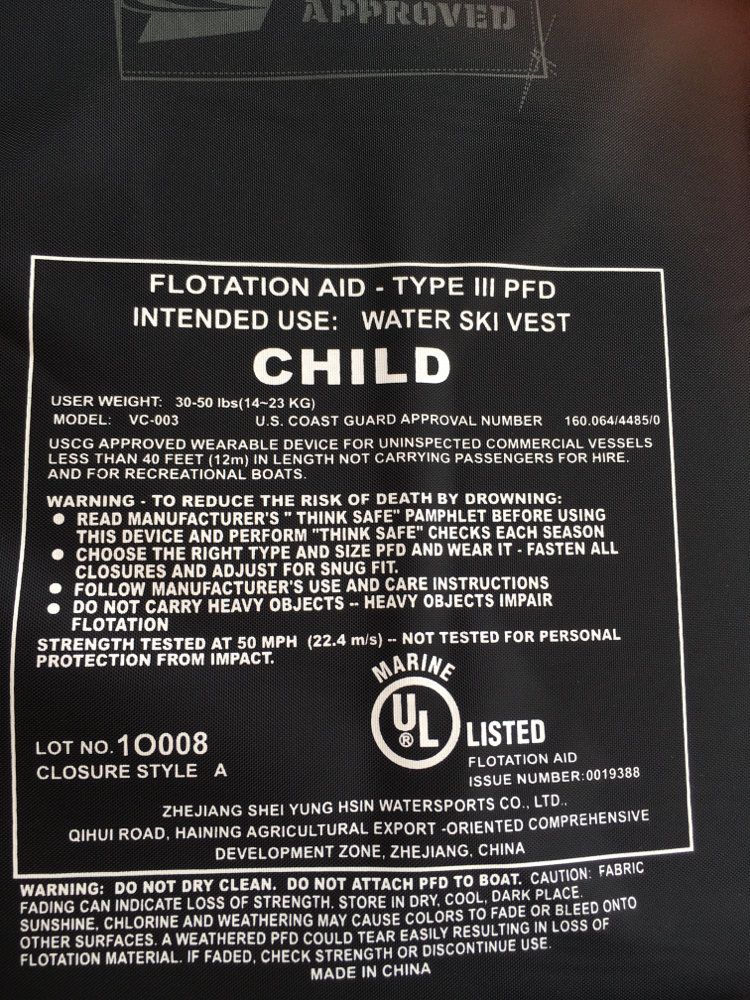 APPROVED
FLOTATION AID - TYPE III PFD
INTENDED USE: WATER SKI VEST
CHILD
USER WEIGHT: 30-50 lbs(14~23 KG)
MODEL: VC-003 U.S. COAST GUARD APPROVAL NUMBER 160.064/4485/0
USCG APPROVED WEARABLE DEVICE FOR UNINSPECTED COMMERCIAL VESSELS
LESS THAN 40 FEET (12m) IN LENGTH NOT CARRYING PASSENGERS FOR HIRE.
AND FOR RECREATIONAL BOATS.
WARNING - TO REDUCE THE RISK OF DEATH BY DROWNING:
● READ MANUFACTURER'S " THINK SAFE" PAMPHLET BEFORE USING
THIS DEVICE AND PERFORM "THINK SAFE" CHECKS EACH SEASON
● CHOOSE THE RIGHT TYPE AND SIZE PFD AND WEAR IT - FASTEN ALL
CLOSURES AND ADJUST FOR SNUG FIT.
● FOLLOW MANUFACTURER'S USE AND CARE INSTRUCTIONS
● DO NOT CARRY HEAVY OBJECTS -- HEAVY OBJECTS IMPAIR
FLOTATION
STRENGTH TESTED AT 50 MPH (22.4 m/s) -- NOT TESTED FOR PERSONAL
PROTECTION FROM IMPACT.
MARINE
UL ®
LISTED
FLOTATION AID
ISSUE NUMBER:0019388
LOT NO.10008
CLOSURE STYLE A
ZHEJIANG SHEI YUNG HSIN WATERSPORTS CO., LTD..
QIHUI ROAD, HAINING AGRICULTURAL EXPORT -ORIENTED COMPREHENSIVE
DEVELOPMENT ZONE, ZHEJIANG, CHINA
WARNING: DO NOT DRY CLEAN. DO NOT ATTACH PFD TO BOAT. CAUTION: FABRIC
FADING CAN INDICATE LOSS OF STRENGTH. STORE IN DRY, COOL, DARK PLACE.
SUNSHINE, CHLORINE AND WEATHERING MAY CAUSE COLORS TO FADE OR BLEED ONTO
OTHER SURFACES. A WEATHERED PFD COULD TEAR EASILY RESULTING IN LOSS OF
FLOTATION MATERIAL. IF FADED, CHECK STRENGTH OR DISCONTINUE USE.
MADE IN CHINA